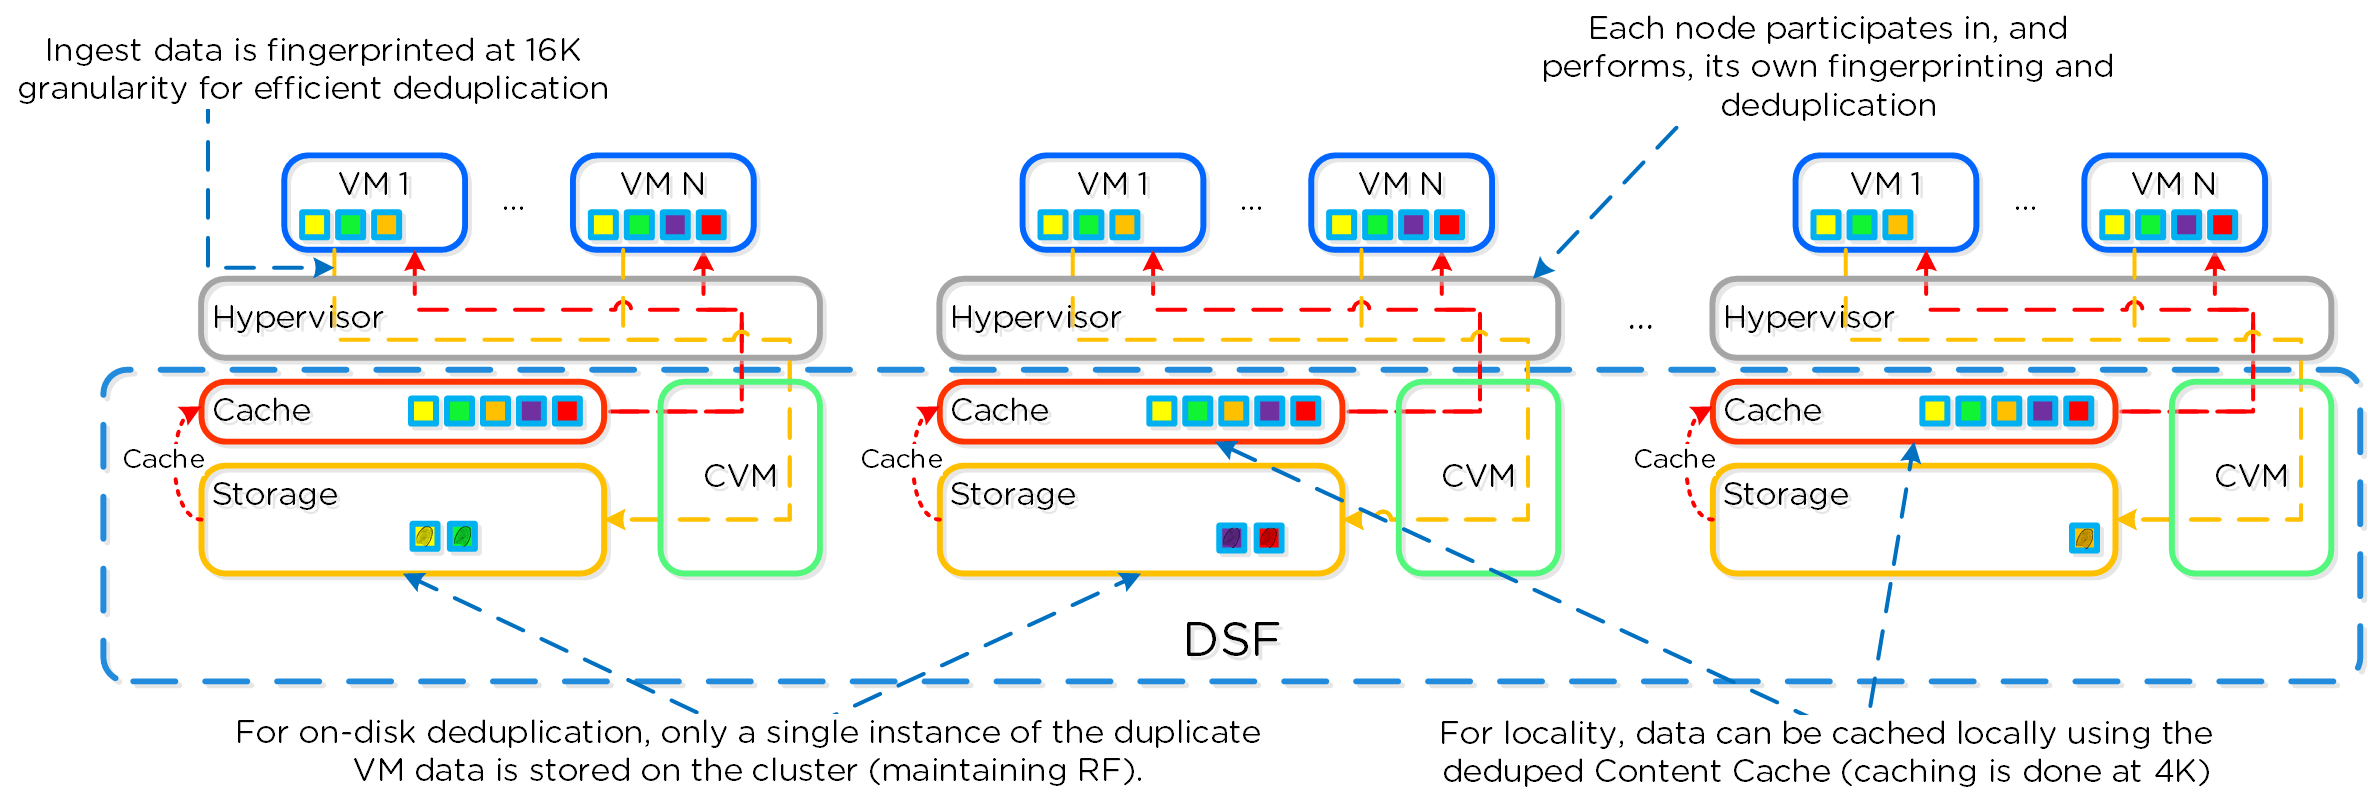 Ingest data is fingerprinted at 16K
granularity for efficient deduplication
Each node participates in, and
performs, its own fingerprinting and
deduplication
VM 1
...
VM N
VM 1
...
VM N
VM 1
...
VM N
Hypervisor
Hypervisor
...
Hypervisor
Cache
Cache
Cache
Cache
Cache
Cache
Storage
CVM
Storage
CVM
Storage
CVM
DSF
For on-disk deduplication, only a single instance of the duplicate
VM data is stored on the cluster (maintaining RF).
For locality, data can be cached locally using the
deduped Content Cache (caching is done at 4K)